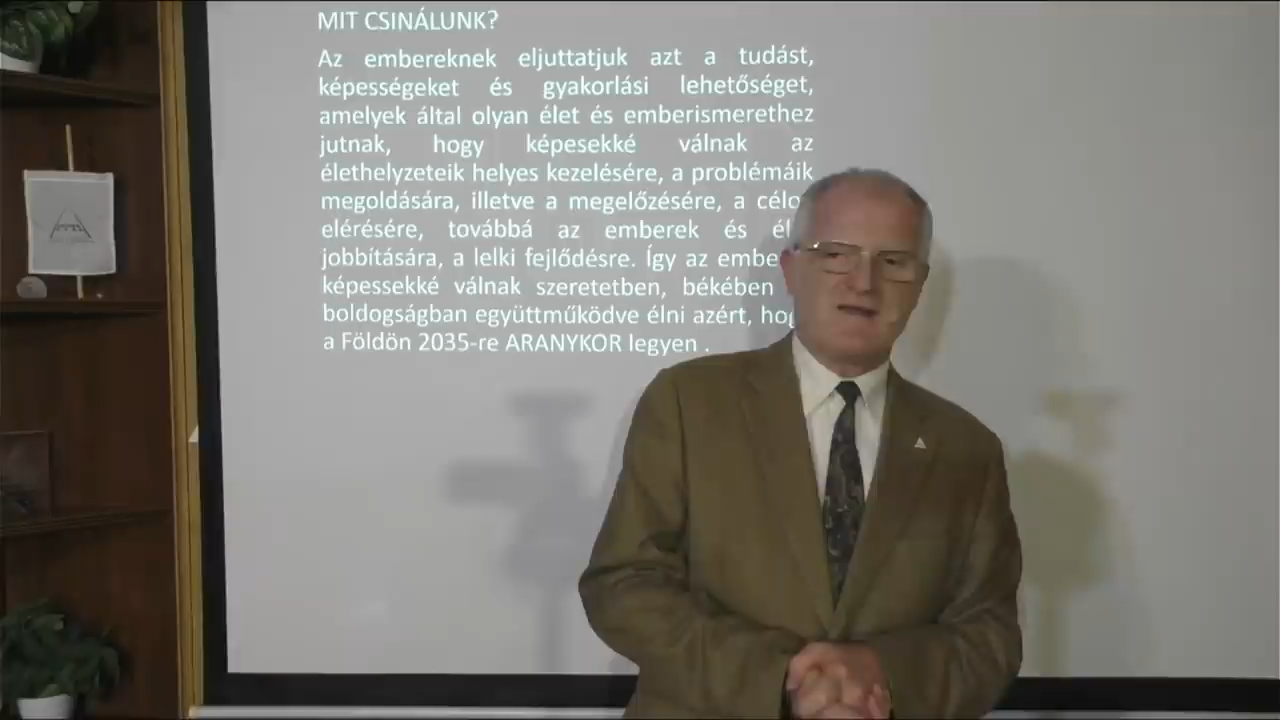 MIT CSINÁLUNK?
Az embereknek eljuttatjuk azt a tudást,
képességeket és gyakorlási lehetőséget,
amelyek által olyan élet és emberismerethez
jutnak, hogy képesekké válnak az
élethelyzeteik helyes kezelésére, a problémáik
megoldására, illetve a megelőzésére, a
elérésére, továbbá az emberek és
jobbítására, a lelki fejlődésre. Így az
képessekké válnak szeretetben, békében
boldogságban együttműködve élni azért,
a Földön 2035-re ARANYKOR legyen .